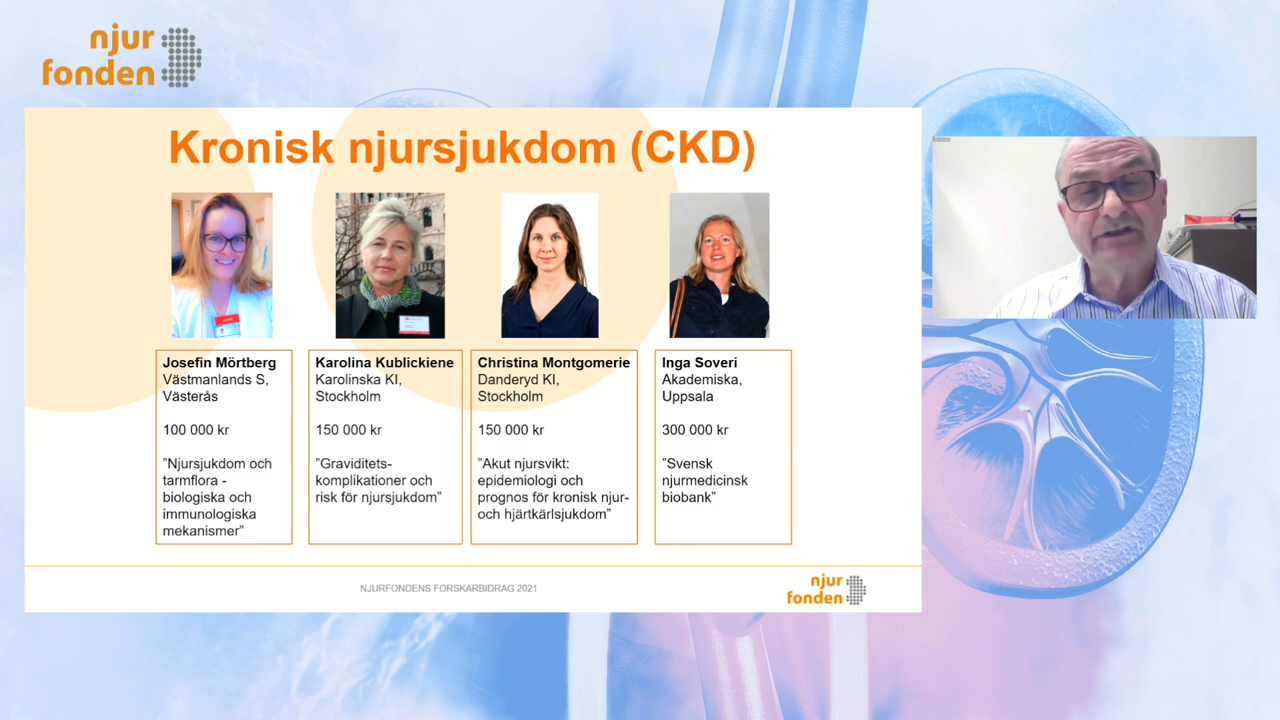 njur
fonden
Kronisk njursjukdom (CKD)
Josefin Mörtberg
Västmanlands S,
Västerås
100 000 kr
”Njursjukdom och
tarmflora -
biologiska och
immunologiska
mekanismer”
Karolina Kublickiene
Karolinska KI,
Stockholm
150 000 kr
”Graviditets-
komplikationer och
risk för njursjukdom”
Christina Montgomerie
Danderyd KI,
Stockholm
150 000 kr
”Akut njursvikt:
epidemiologi och
prognos för kronisk njur-
och hjärtkärlsjukdom”
Inga Soveri
Akademiska,
Uppsala
300 000 kr
”Svensk
njurmedicinsk
biobank”
NJURFONDENS FORSKARBIDRAG 2021
njur
fonden